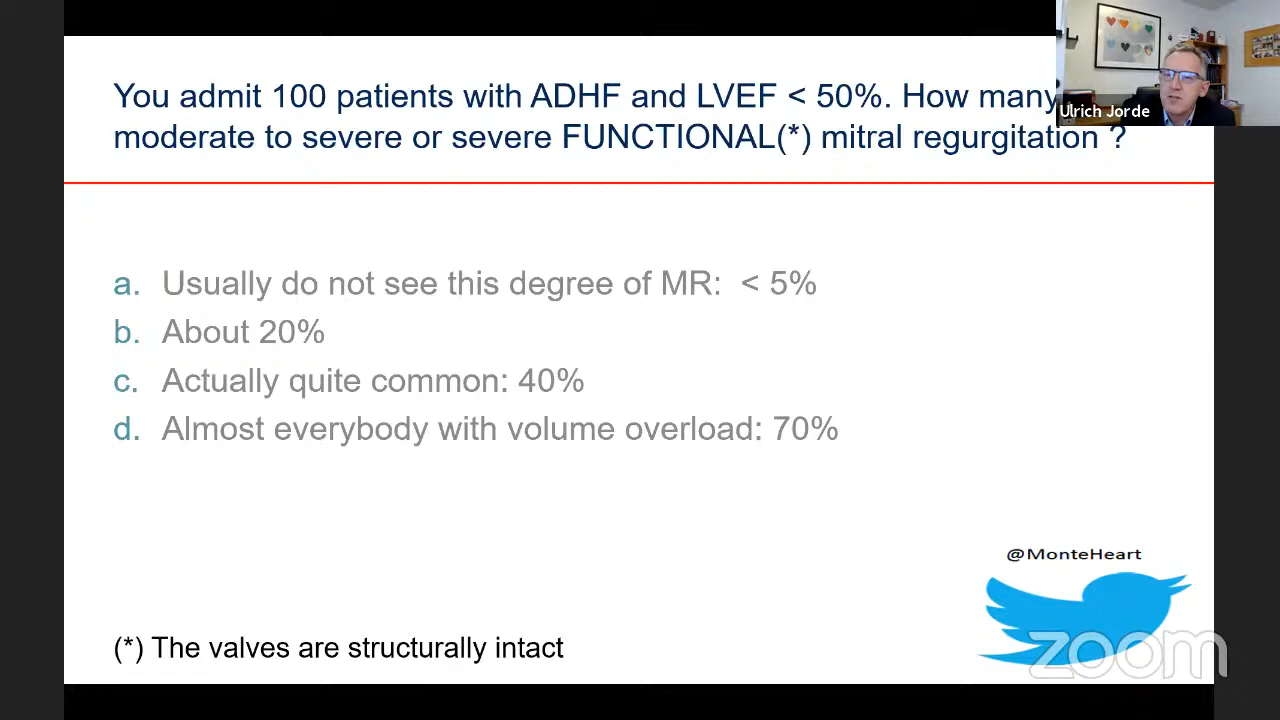 You admit 100 patients with ADHF and LVEF < 50%. How many
moderate to severe or severe FUNCTIONAL(*) mitral regurgitation ?
Ulrich Jorde
a. Usually do not see this degree of MR: < 5%
b. About 20%
c. Actually quite common: 40%
d. Almost everybody with volume overload: 70%
@MonteHeart
(*) The valves are structurally intact
zoom